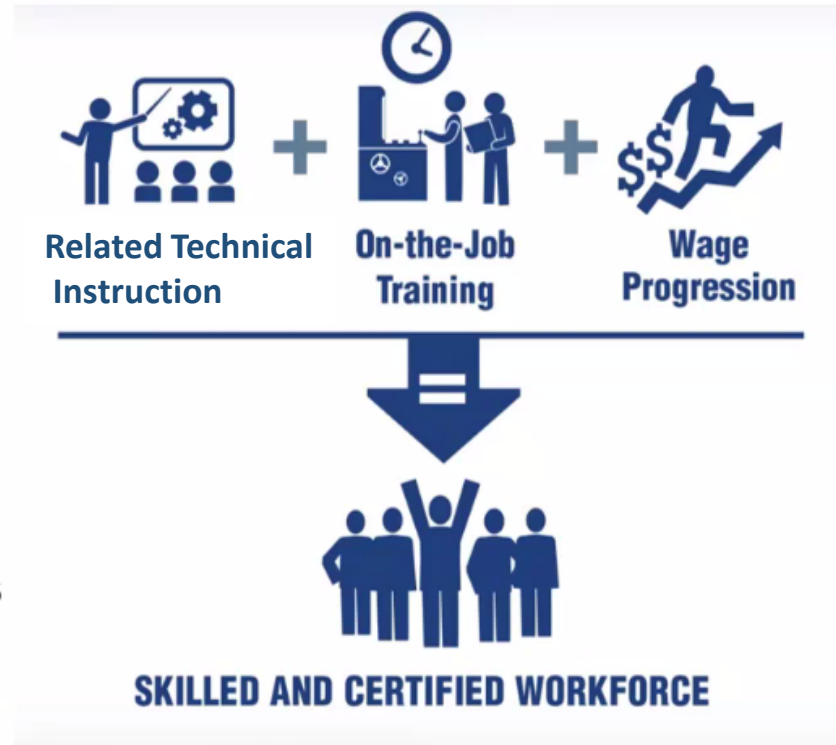 Related Technical
Instruction
On-the-Job
Training
Wage
Progression
$$
SKILLED AND CERTIFIED WORKFORCE